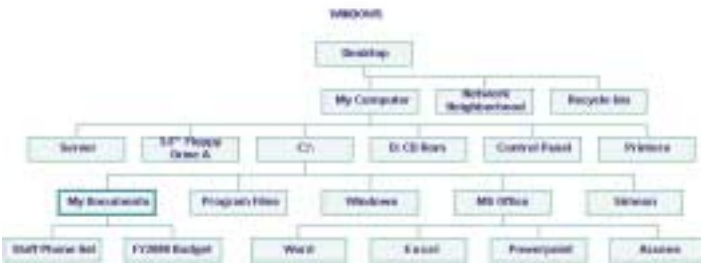 WINDOWS
Desktop
My Computer
Network
Neighborhood
Recycle bin
Server
3.5" Floppy
Drive A
C:\
D: CD Rom
Control Panel
Printers
My Documents
Program Files
Windows
MS Office
Staff Phone list
FY2000 Budget
Word
Excel
Powerpoint
Access